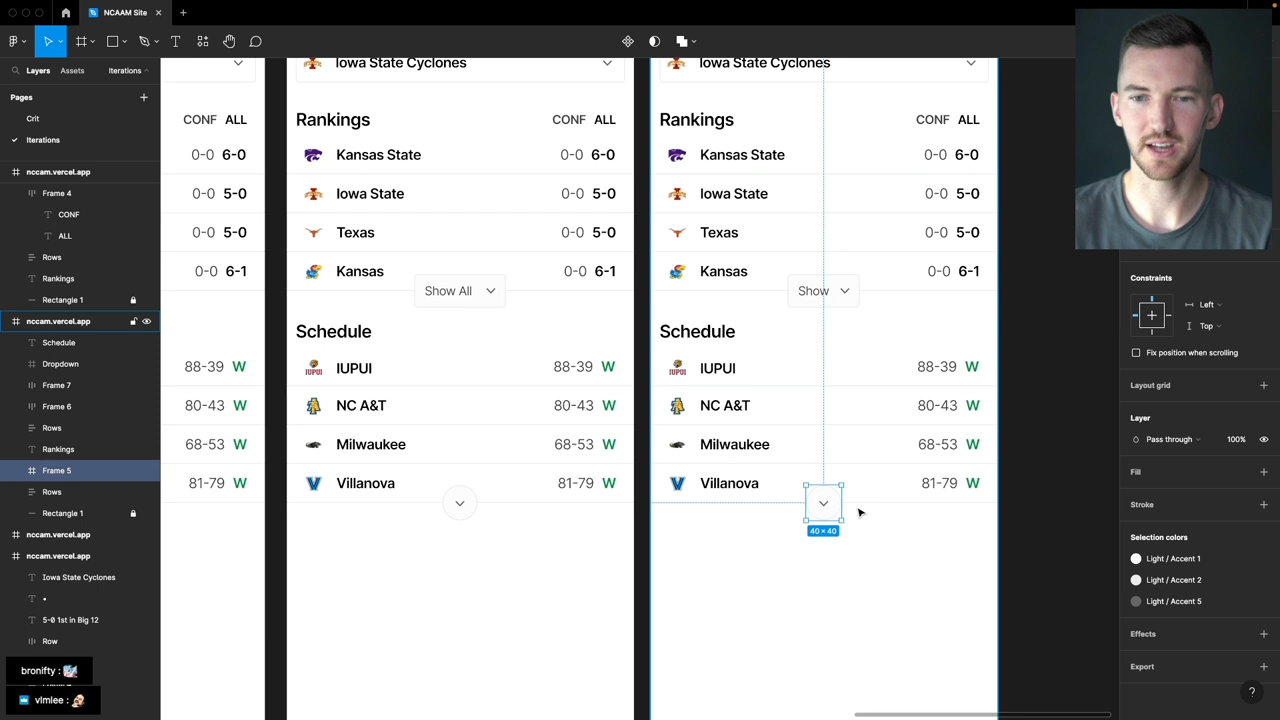 NCAAM Site
Layers
Assets
Iterations
Pages
Crit
Iterations
nccam.vercel.app
Frame 4
CONF
ALL
Rows
Rankings
Rectangle 1
nccam.vercel.app
Schedule
Dropdown
Frame 7
Frame 6
Rows
Rankings
Frame 5
Rows
Rectangle 1
nccam.vercel.app
nccam.vercel.app
Iowa State Cyclones
•
5-0 1st in Big 12
Row
bronifty :
vimlee :
CONF ALL
0-0 6-0
0-0 5-0
0-0 5-0
0-0 6-1
88-39 W
80-43 W
68-53 W
81-79 W
Iowa State Cyclones
Rankings CONF ALL
Kansas State 0-0 6-0
Iowa State 0-0 5-0
Texas 0-0 5-0
Kansas 0-0 6-1
Show All
Schedule
IUPUI IUPUI 88-39 W
NC A&T 80-43 W
Milwaukee 68-53 W
Villanova 81-79 W
Iowa State Cyclones
Rankings CONF ALL
Kansas State 0-0 6-0
Iowa State 0-0 5-0
Texas 0-0 5-0
Kansas 0-0 6-1
Show
Schedule
IUPUI IUPUI 88-39 W
NC A&T 80-43 W
Milwaukee 68-53 W
Villanova 81-79 W
40 × 40
Constraints
Left
Top
Fix position when scrolling
Layout grid
Layer
Pass through 100%
Fill
Stroke
Selection colors
Light / Accent 1
Light / Accent 2
Light / Accent 5
Effects
Export
?